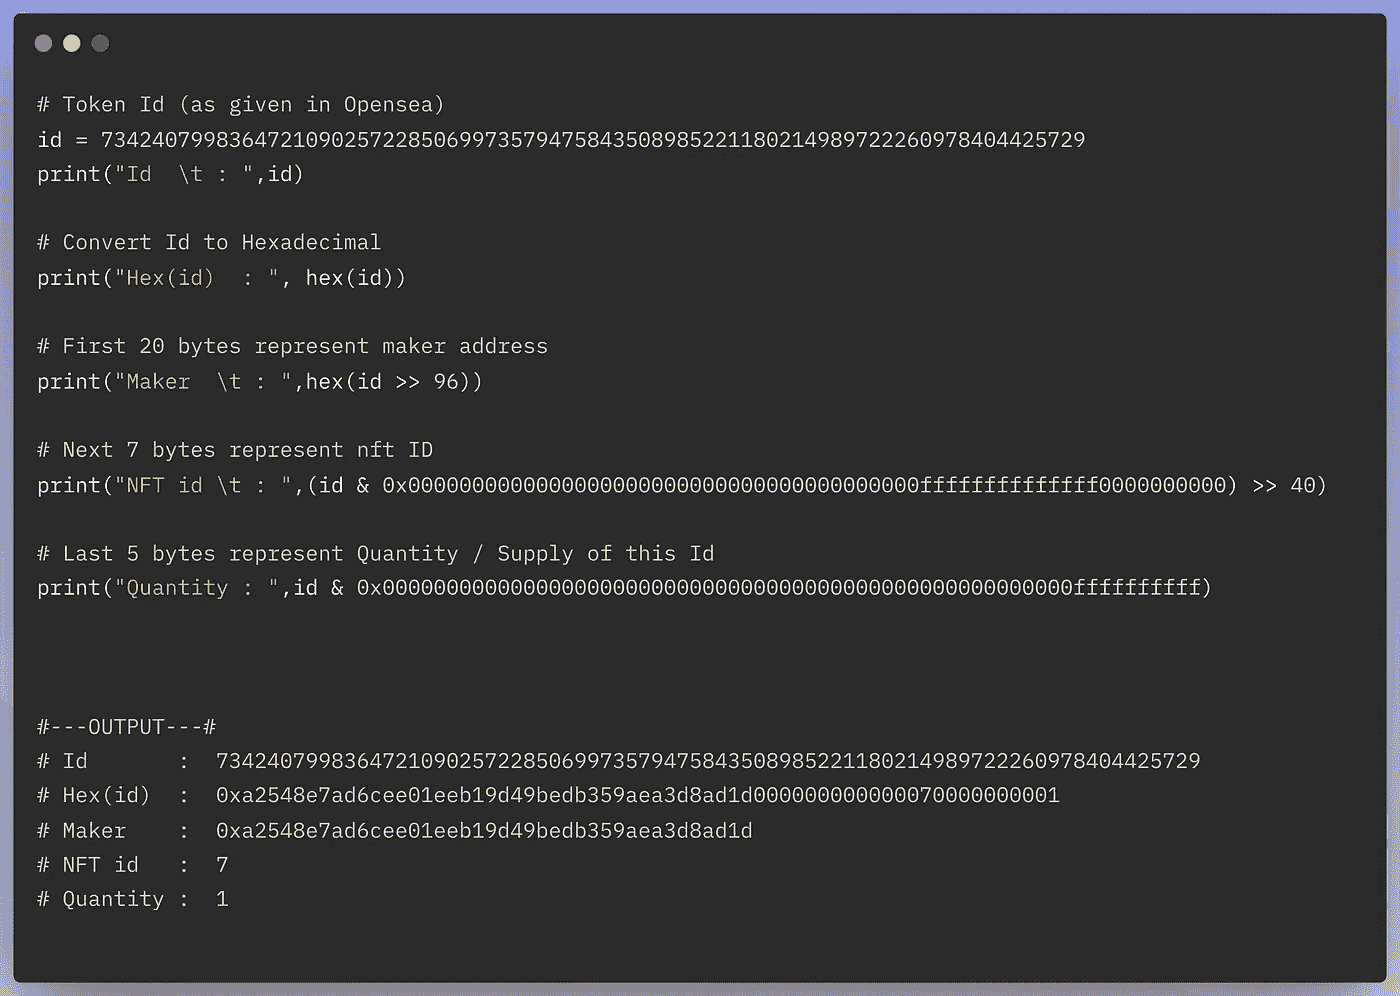 # Token Id (as given in Opensea)
id = 73424079983647210902572285069973579475843508985221180214989722260978404425729
print("Id  \t : ",id)
# Convert Id to Hexadecimal
print("Hex(id)  : ", hex(id))
# First 20 bytes represent maker address
print("Maker  \t : ",hex(id >> 96))
# Next 7 bytes represent nft ID
print("NFT id \t : ",(id & 0x0000000000000000000000000000000000000000ffffffffffffff0000000000) >> 40)
# Last 5 bytes represent Quantity / Supply of this Id
print("Quantity : ",id & 0x000000000000000000000000000000000000000000000000000000ffffffffff)
#---OUTPUT---#
# Id       :  73424079983647210902572285069973579475843508985221180214989722260978404425729
# Hex(id)  :  0xa2548e7ad6cee01eeb19d49bedb359aea3d8ad1d000000000000070000000001
# Maker    :  0xa2548e7ad6cee01eeb19d49bedb359aea3d8ad1d
# NFT id   :  7
# Quantity :  1